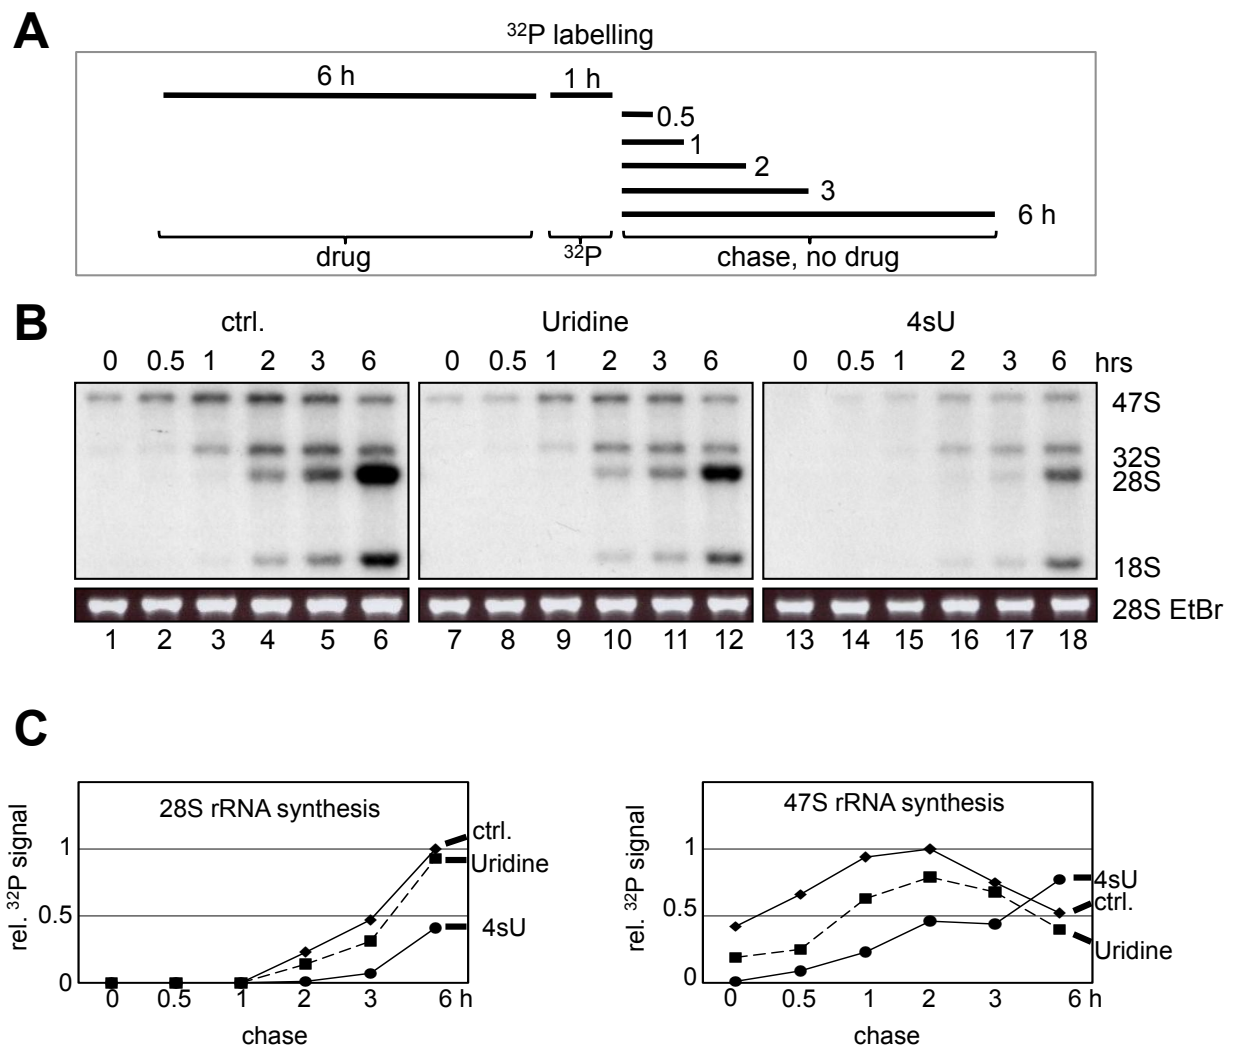 A
³²P labelling
6 h
1 h
0.5
1
2
3
6 h
drug
³²P
chase, no drug
B
ctrl. Uridine 4sU
0 0.5 1 2 3 6 0 0.5 1 2 3 6 0 0.5 1 2 3 6 hrs
47S
32S
28S
18S
28S EtBr
1 2 3 4 5 6 7 8 9 10 11 12 13 14 15 16 17 18
C
28S rRNA synthesis
rel. ³²P signal
1
0.5
0
ctrl.
Uridine
4sU
0 0.5 1 2 3 6 h
chase
47S rRNA synthesis
rel. ³²P signal
1
0.5
0
4sU
ctrl.
Uridine
0 0.5 1 2 3 6 h
chase